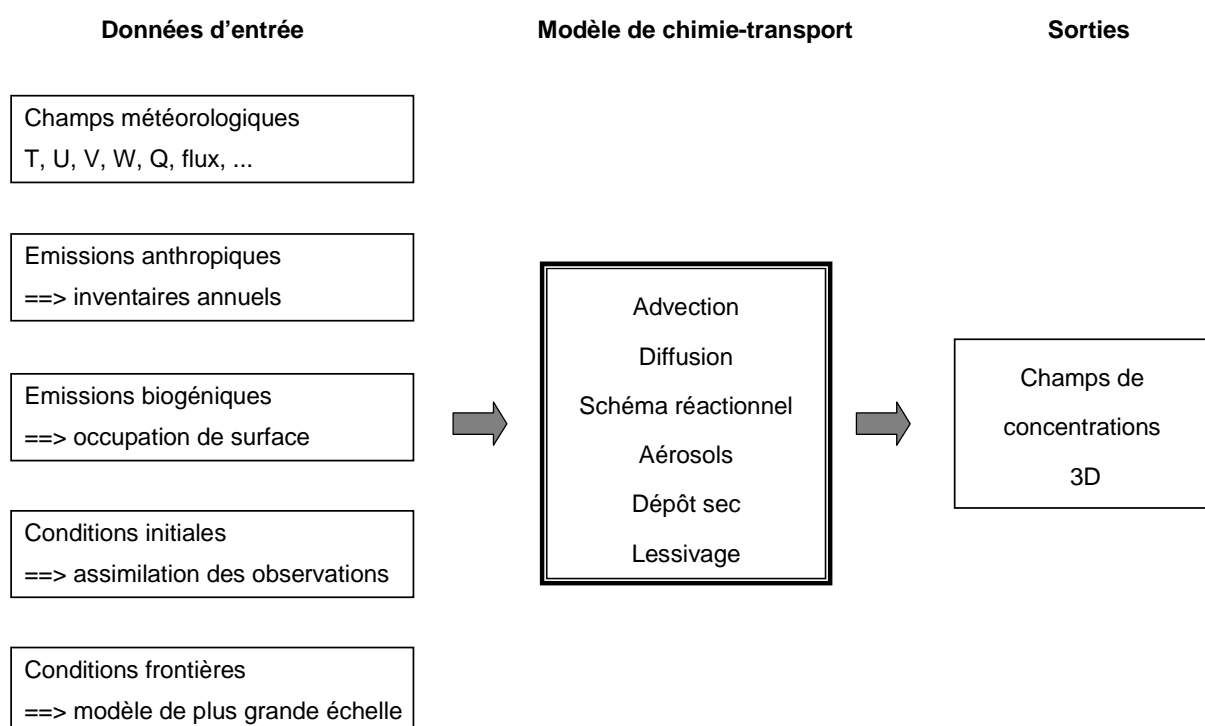 Données d'entrée
Modèle de chimie-transport
Sorties
Champs météorologiques
T, U, V, W, Q, flux, ...
Emissions anthropiques
==> inventaires annuels
Emissions biogéniques
==> occupation de surface
Conditions initiales
==> assimilation des observations
Conditions frontières
==> modèle de plus grande échelle
Advection
Diffusion
Schéma réactionnel
Aérosols
Dépôt sec
Lessivage
Champs de
concentrations
3D